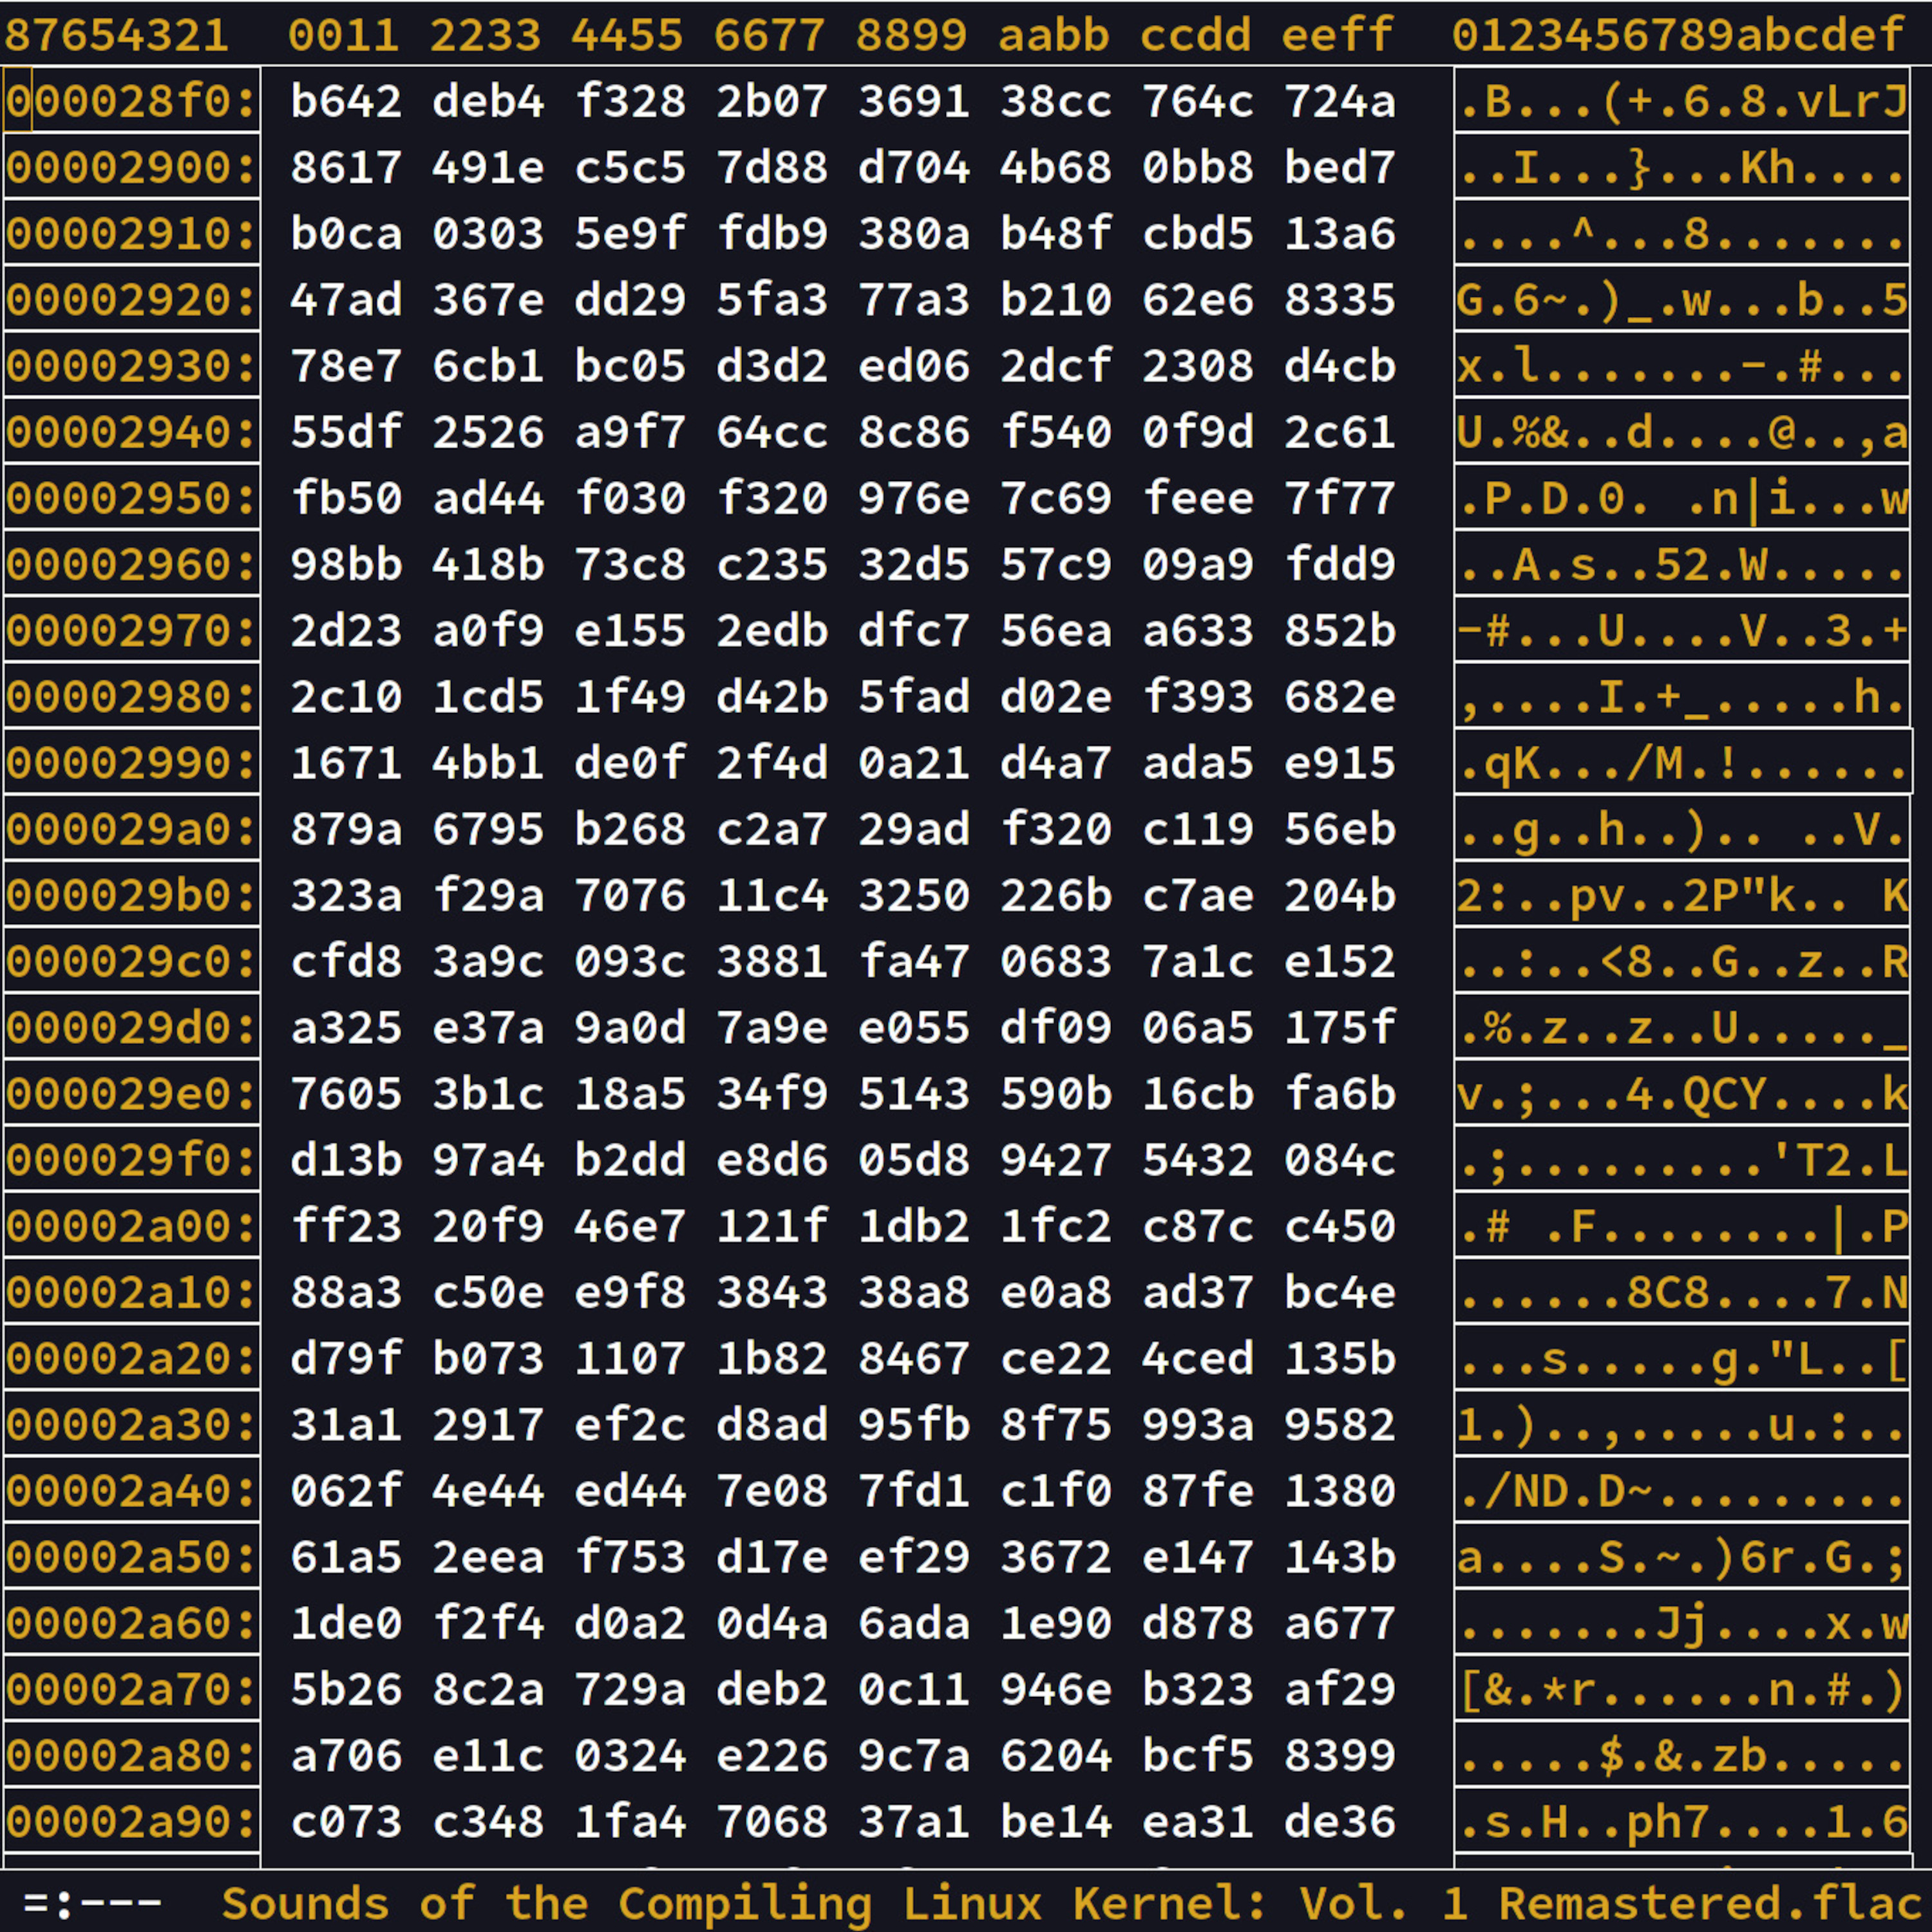 87654321 0011 2233 4455 6677 8899 aabb ccdd eeff 0123456789abcdef
000028f0: b642 deb4 f328 2b07 3691 38cc 764c 724a .B...(+.6.8.vLrJ
00002900: 8617 491e c5c5 7d88 d704 4b68 0bb8 bed7 ..I...}...Kh....
00002910: b0ca 0303 5e9f fdb9 380a b48f cbd5 13a6 ....^...8.......
00002920: 47ad 367e dd29 5fa3 77a3 b210 62e6 8335 G.6~.)_.w...b..5
00002930: 78e7 6cb1 bc05 d3d2 ed06 2dcf 2308 d4cb x.l.......-.#...
00002940: 55df 2526 a9f7 64cc 8c86 f540 0f9d 2c61 U.%&..d....@..,a
00002950: fb50 ad44 f030 f320 976e 7c69 feee 7f77 .P.D.0. .n|i...w
00002960: 98bb 418b 73c8 c235 32d5 57c9 09a9 fdd9 ..A.s..52.W.....
00002970: 2d23 a0f9 e155 2edb dfc7 56ea a633 852b -#...U....V..3.+
00002980: 2c10 1cd5 1f49 d42b 5fad d02e f393 682e ,....I.+_.....h.
00002990: 1671 4bb1 de0f 2f4d 0a21 d4a7 ada5 e915 .qK.../M.!......
000029a0: 879a 6795 b268 c2a7 29ad f320 c119 56eb ..g..h..).. ..V.
000029b0: 323a f29a 7076 11c4 3250 226b c7ae 204b 2:..pv..2P"k.. K
000029c0: cfd8 3a9c 093c 3881 fa47 0683 7a1c e152 ..:..<8..G..z..R
000029d0: a325 e37a 9a0d 7a9e e055 df09 06a5 175f .%.z..z..U....._
000029e0: 7605 3b1c 18a5 34f9 5143 590b 16cb fa6b v.;...4.QCY....k
000029f0: d13b 97a4 b2dd e8d6 05d8 9427 5432 084c .;.........'T2.L
00002a00: ff23 20f9 46e7 121f 1db2 1fc2 c87c c450 .# .F........|.P
00002a10: 88a3 c50e e9f8 3843 38a8 e0a8 ad37 bc4e ......8C8....7.N
00002a20: d79f b073 1107 1b82 8467 ce22 4ced 135b ...s.....g."L..[
00002a30: 31a1 2917 ef2c d8ad 95fb 8f75 993a 9582 1.)..,.....u.:..
00002a40: 062f 4e44 ed44 7e08 7fd1 c1f0 87fe 1380 ./ND.D~.........
00002a50: 61a5 2eea f753 d17e ef29 3672 e147 143b a....S.~.)6r.G.;
00002a60: 1de0 f2f4 d0a2 0d4a 6ada 1e90 d878 a677 .......Jj....x.w
00002a70: 5b26 8c2a 729a deb2 0c11 946e b323 af29 [&.*r......n.#.)
00002a80: a706 e11c 0324 e226 9c7a 6204 bcf5 8399 .....$.&.zb.....
00002a90: c073 c348 1fa4 7068 37a1 be14 ea31 de36 .s.H..ph7....1.6
=:--- Sounds of the Compiling Linux Kernel: Vol. 1 Remastered.flac